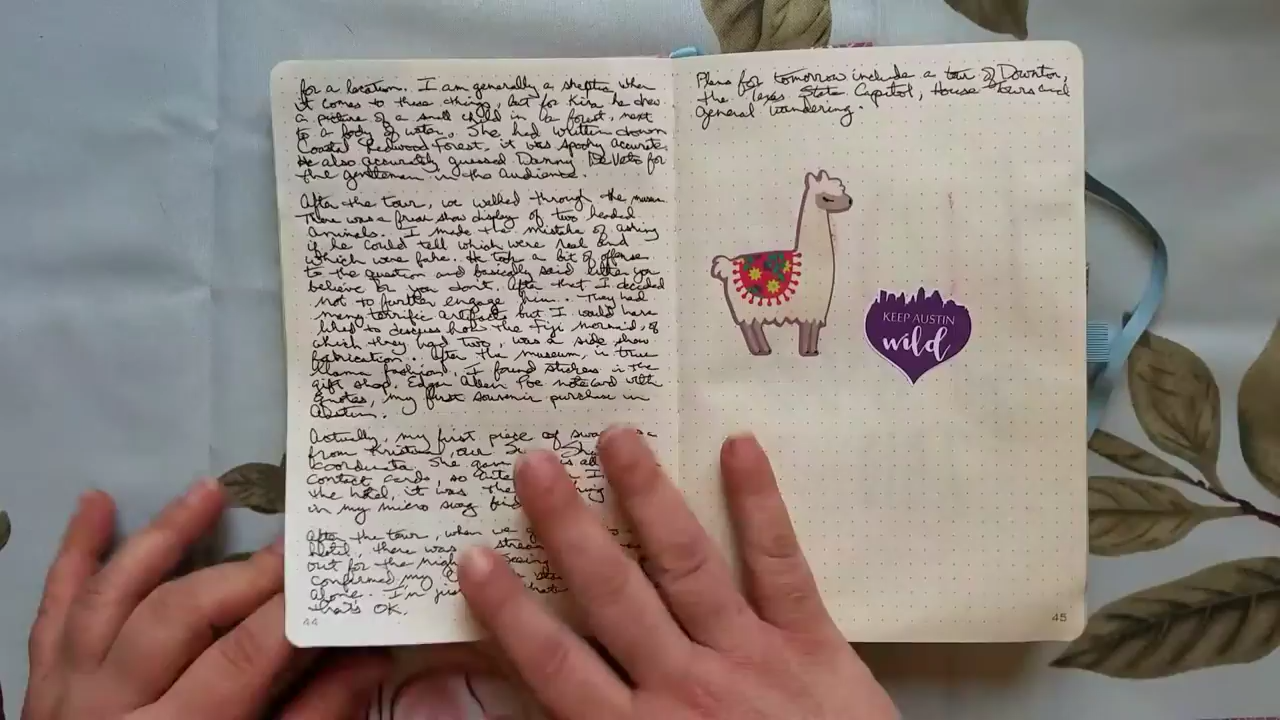 for a location. I am generally a skeptic when
it comes to these things, but for Kira he drew
a picture of a small child in a forest, next
to a body of water. She had written down
Coastal Redwood Forest, it was spooky accurate.
He also accurately guessed Danny DeVeto for
the gentleman in the audience.
After the tour, we walked through the museum.
There was a freak show display of two headed
animals. I made the mistake of asking
if he could tell which were real and
which were fake. He took a bit of offense
to the question and basically said either you
believe or you don't. After that I decided
not to further engage him. They had
many terrific artifacts but I would have
liked to discuss how the Fiji mermaid, of
which they had two, was a side show
fabrication. After the museum, in true
llama fashion, I found stickers in the
gift shop. Edgar Allen Poe notecard with
quotes, my first souvenir purchase in
Austin.
Actually, my first piece of swag
from Kristina, our
Coordinator. She gave
contact cards, so
the hotel, it was the
in my micro swag
After the tour, when we
hotel, there was
out for the night
confirmed my
alone. I'm just
that's OK.
44
Plans for tomorrow include a tour of Downton,
the Texas State Capitol, House Tours and
general wandering.
KEEP AUSTIN
wild
45